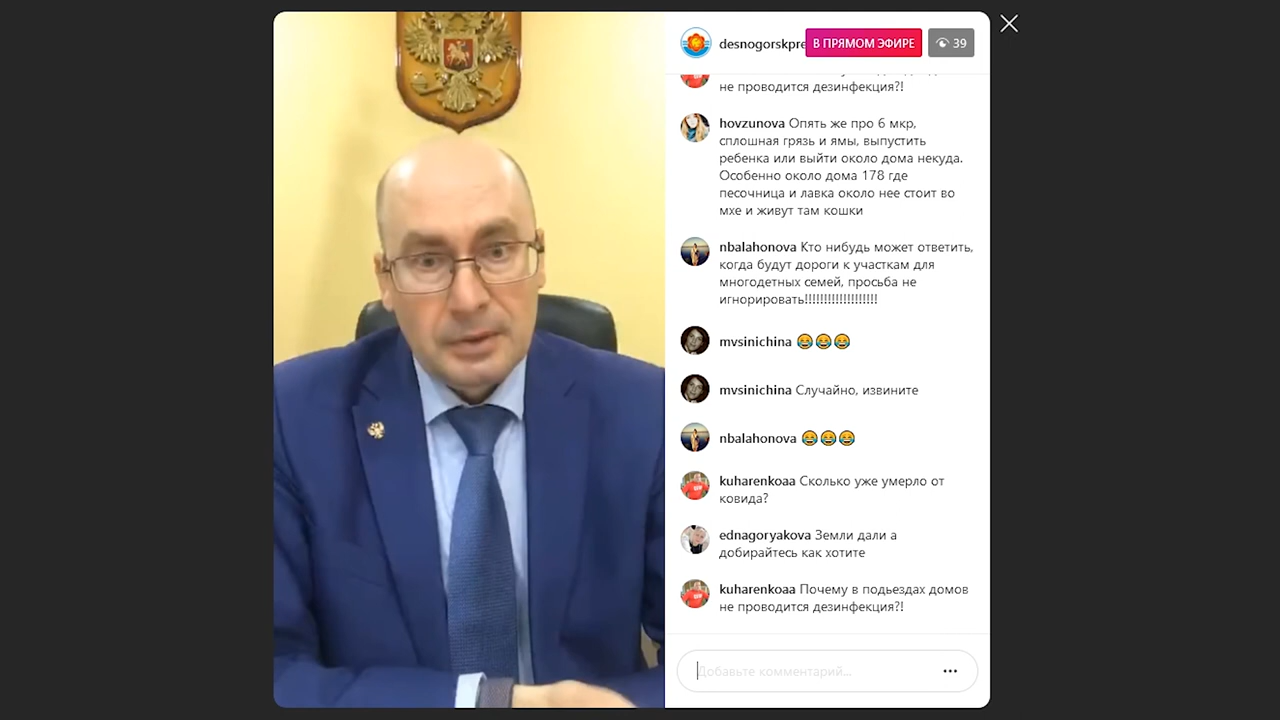 desnogorskpre
В ПРЯМОМ ЭФИРЕ
39
не проводится дезинфекция?!
hovzunova Опять же про 6 мкр,
сплошная грязь и ямы, выпустить
ребенка или выйти около дома некуда.
Особенно около дома 178 где
песочница и лавка около нее стоит во
мхе и живут там кошки
nbalahonova Кто нибудь может ответить,
когда будут дороги к участкам для
многодетных семей, просьба не
игнорировать!!!!!!!!!!!!!!!!!!!
mvsinichina 😂😂😂
mvsinichina Случайно, извините
nbalahonova 😂😂😂
kuharenkoaa Сколько уже умерло от
ковида?
ednagoryakova Земли дали а
добирайтесь как хотите
kuharenkoaa Почему в подьездах домов
не проводится дезинфекция?!
Добавьте комментарий...